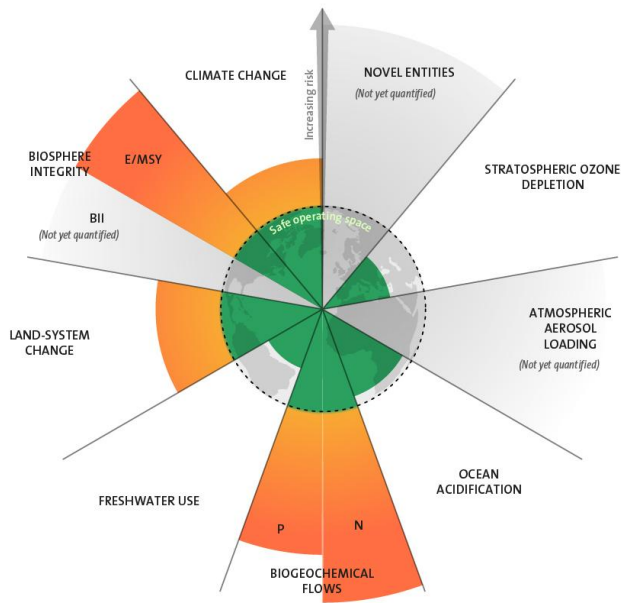 CLIMATE CHANGE
Increasing risk
NOVEL ENTITIES
(Not yet quantified)
STRATOSPHERIC OZONE
DEPLETION
BIOSPHERE
INTEGRITY
E/MSY
BII
(Not yet quantified)
Safe operating space
LAND-SYSTEM
CHANGE
ATMOSPHERIC
AEROSOL
LOADING
(Not yet quantified)
FRESHWATER USE
OCEAN
ACIDIFICATION
P
N
BIOGEOCHEMICAL
FLOWS